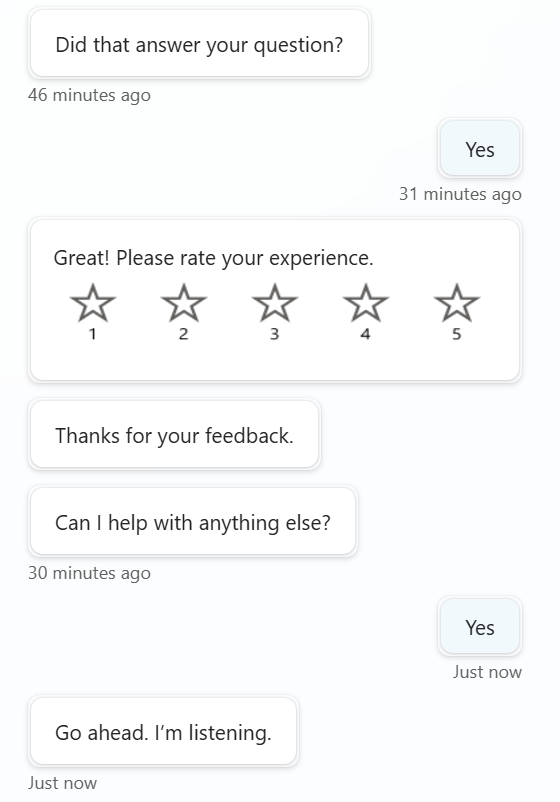 Did that answer your question?
46 minutes ago
Yes
31 minutes ago
Great! Please rate your experience.
1 2 3 4 5
Thanks for your feedback.
Can I help with anything else?
30 minutes ago
Yes
Just now
Go ahead. I’m listening.
Just now